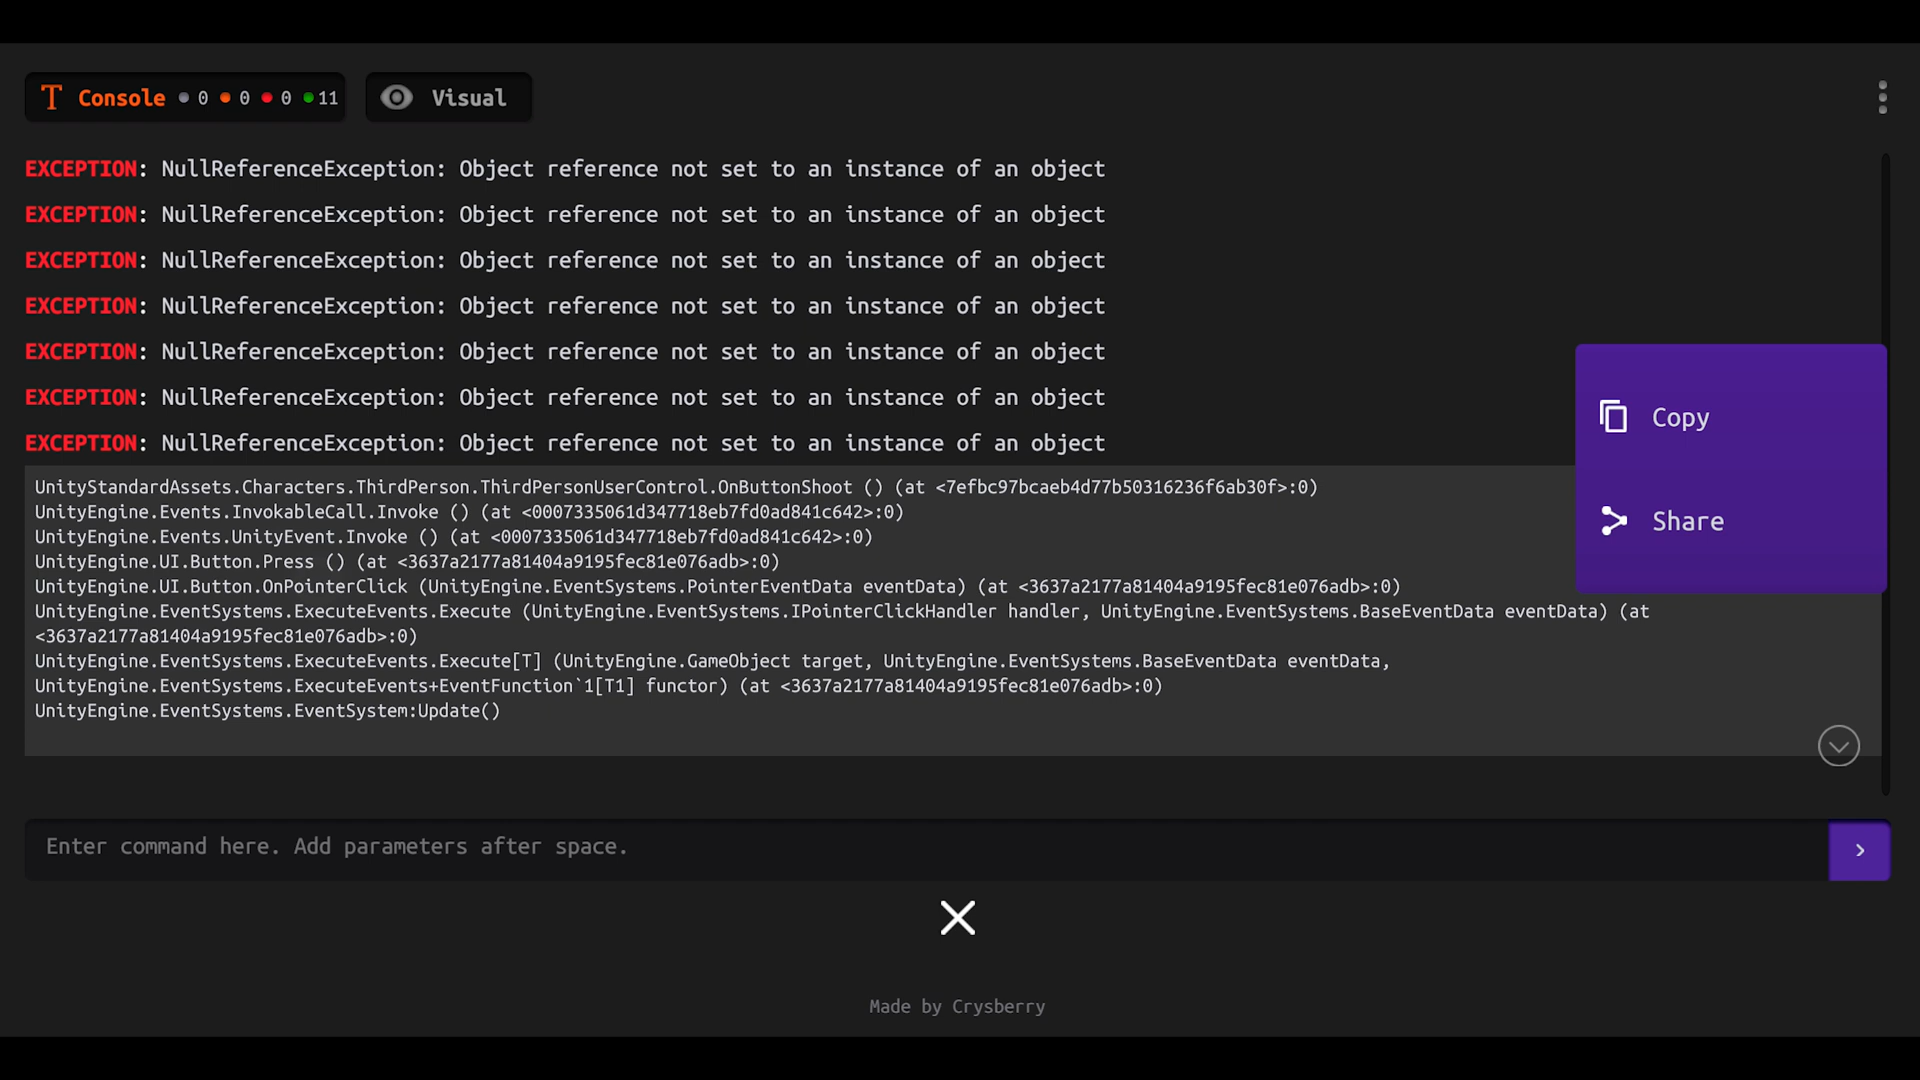 Console 0 0 0 11 Visual
EXCEPTION: NullReferenceException: Object reference not set to an instance of an object
EXCEPTION: NullReferenceException: Object reference not set to an instance of an object
EXCEPTION: NullReferenceException: Object reference not set to an instance of an object
EXCEPTION: NullReferenceException: Object reference not set to an instance of an object
EXCEPTION: NullReferenceException: Object reference not set to an instance of an object
EXCEPTION: NullReferenceException: Object reference not set to an instance of an object
EXCEPTION: NullReferenceException: Object reference not set to an instance of an object
UnityStandardAssets.Characters.ThirdPerson.ThirdPersonUserControl.OnButtonShoot () (at <7efbc97bcaeb4d77b50316236f6ab30f>:0)
UnityEngine.Events.InvokableCall.Invoke () (at <0007335061d347718eb7fd0ad841c642>:0)
UnityEngine.Events.UnityEvent.Invoke () (at <0007335061d347718eb7fd0ad841c642>:0)
UnityEngine.UI.Button.Press () (at <3637a2177a81404a9195fec81e076adb>:0)
UnityEngine.UI.Button.OnPointerClick (UnityEngine.EventSystems.PointerEventData eventData) (at <3637a2177a81404a9195fec81e076adb>:0)
UnityEngine.EventSystems.ExecuteEvents.Execute (UnityEngine.EventSystems.IPointerClickHandler handler, UnityEngine.EventSystems.BaseEventData eventData) (at
<3637a2177a81404a9195fec81e076adb>:0)
UnityEngine.EventSystems.ExecuteEvents.Execute[T] (UnityEngine.GameObject target, UnityEngine.EventSystems.BaseEventData eventData,
UnityEngine.EventSystems.ExecuteEvents+EventFunction`1[T1] functor) (at <3637a2177a81404a9195fec81e076adb>:0)
UnityEngine.EventSystems.EventSystem:Update()
Copy
Share
Enter command here. Add parameters after space.
Made by Crysberry